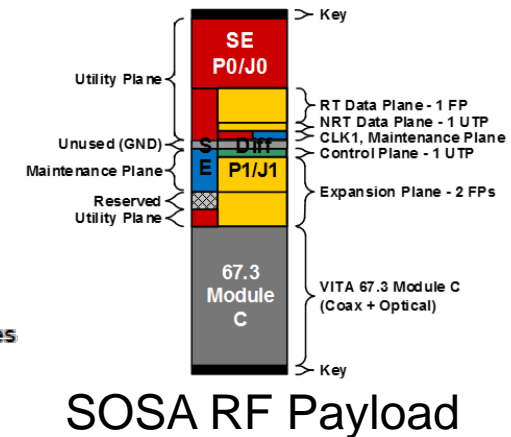 Key
SE
P0/J0
Utility Plane
RT Data Plane - 1 FP
NRT Data Plane - 1 UTP
CLK1, Maintenance Plane
Unused (GND)
S
Diff
Control Plane - 1 UTP
E
P1/J1
Maintenance Plane
Expansion Plane - 2 FPs
Reserved
Utility Plane
67.3
Module
C
VITA 67.3 Module C
(Coax + Optical)
es
Key
SOSA RF Payload